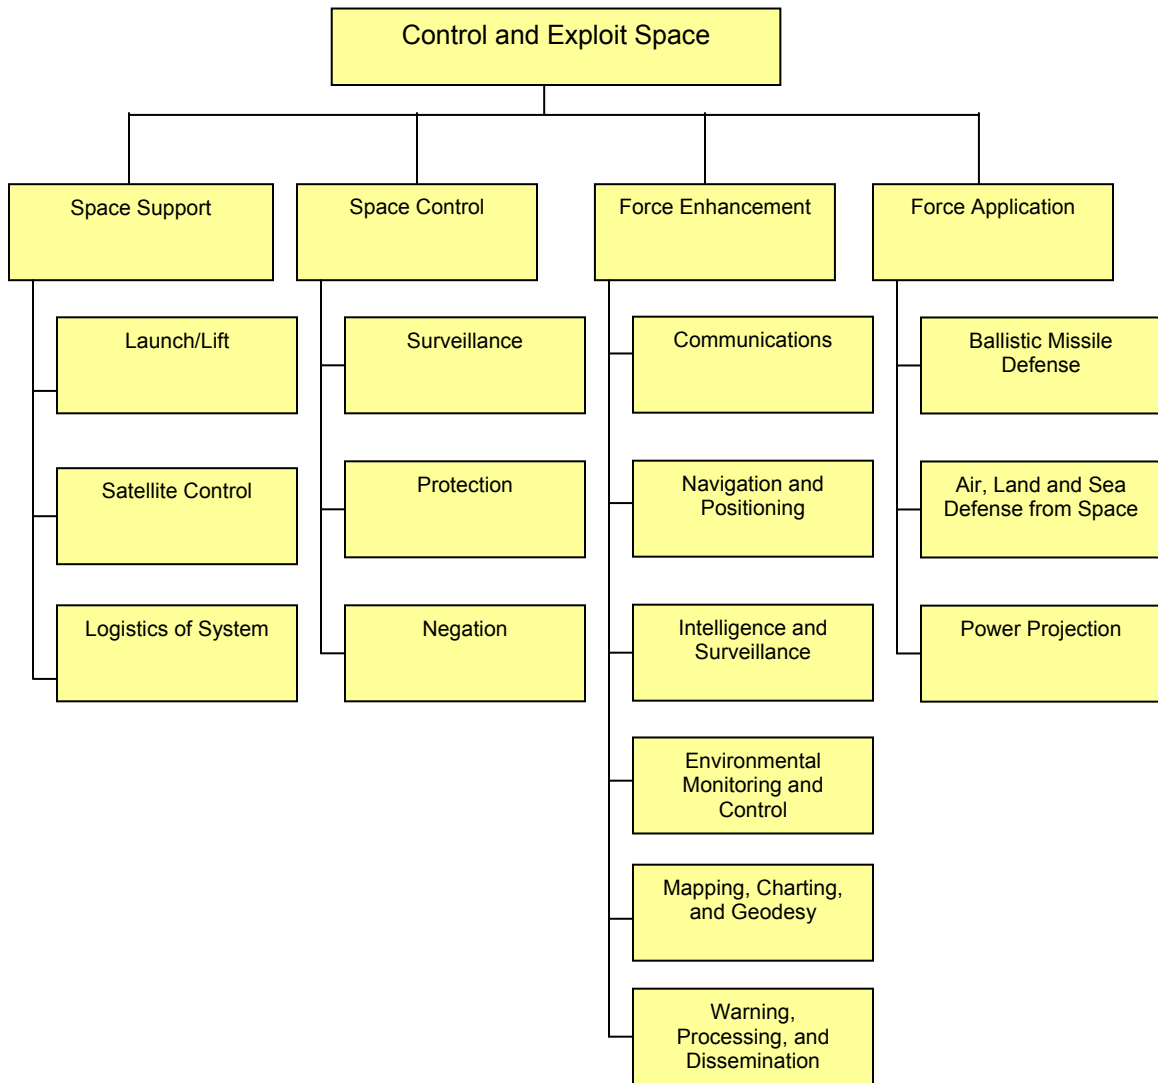 Control and Exploit Space
Space Support
Space Control
Force Enhancement
Force Application
Launch/Lift
Surveillance
Communications
Ballistic Missile
Defense
Satellite Control
Protection
Navigation and
Positioning
Air, Land and Sea
Defense from Space
Logistics of System
Negation
Intelligence and
Surveillance
Power Projection
Environmental
Monitoring and
Control
Mapping, Charting,
and Geodesy
Warning,
Processing, and
Dissemination